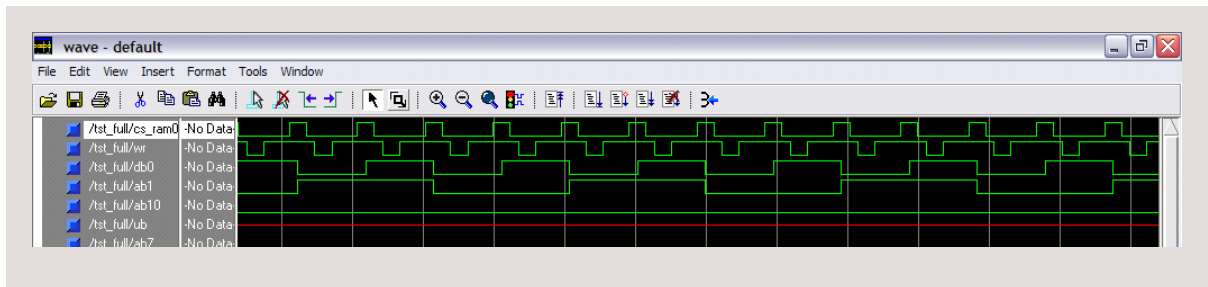 wave - default
File Edit View Insert Format Tools Window
/tst_full/cs_ram0 -No Data-
/tst_full/wr -No Data-
/tst_full/db0 -No Data-
/tst_full/ab1 -No Data-
/tst_full/ab10 -No Data-
/tst_full/ub -No Data-
/tst_full/ab7 -No Data-